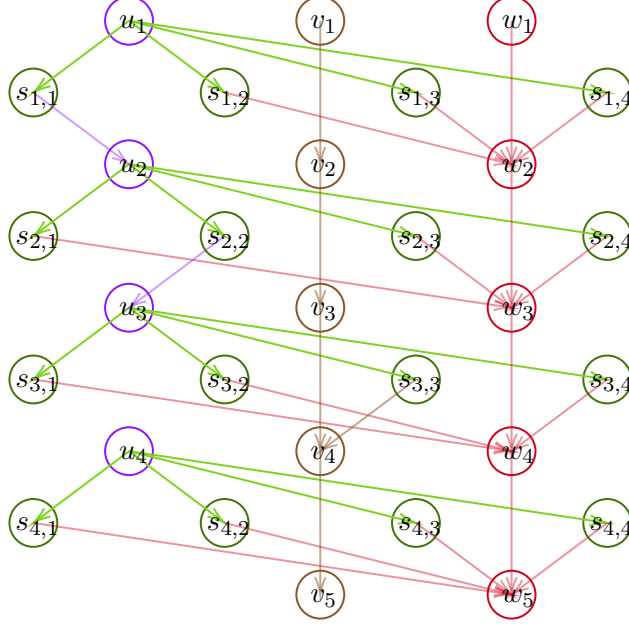 u₁ v₁ w₁
s₁,₁ s₁,₂ s₁,₃ s₁,₄
u₂ v₂ w₂
s₂,₁ s₂,₂ s₂,₃ s₂,₄
u₃ v₃ w₃
s₃,₁ s₃,₂ s₃,₃ s₃,₄
u₄ v₄ w₄
s₄,₁ s₄,₂ s₄,₃ s₄,₄
v₅ w₅